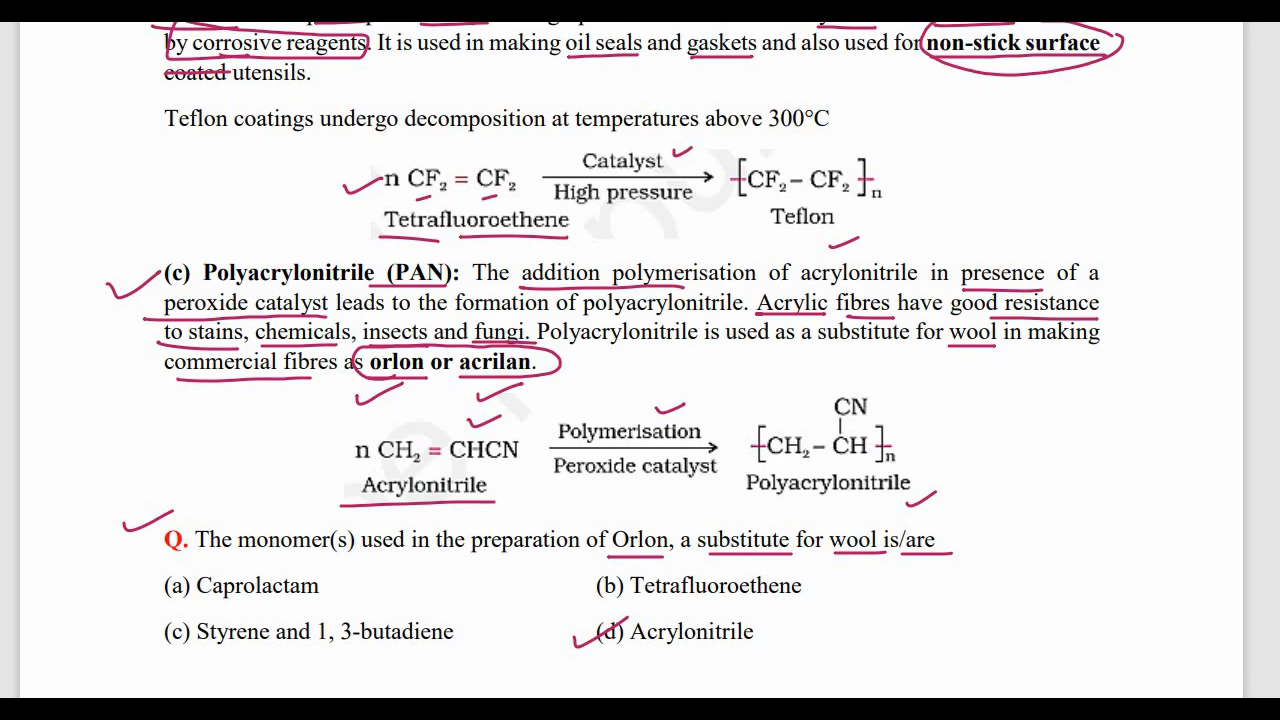 by corrosive reagents. It is used in making oil seals and gaskets and also used for non-stick surface
coated utensils.
Teflon coatings undergo decomposition at temperatures above 300°C
n CF₂ = CF₂ Catalyst High pressure [CF₂ – CF₂]n
Tetrafluoroethene Teflon
(c) Polyacrylonitrile (PAN): The addition polymerisation of acrylonitrile in presence of a
peroxide catalyst leads to the formation of polyacrylonitrile. Acrylic fibres have good resistance
to stains, chemicals, insects and fungi. Polyacrylonitrile is used as a substitute for wool in making
commercial fibres as orlon or acrilan.
CN
n CH₂ = CHCN Polymerisation Peroxide catalyst [CH₂ – CH]n
Acrylonitrile Polyacrylonitrile
Q. The monomer(s) used in the preparation of Orlon, a substitute for wool is/are
(a) Caprolactam (b) Tetrafluoroethene
(c) Styrene and 1, 3-butadiene (d) Acrylonitrile